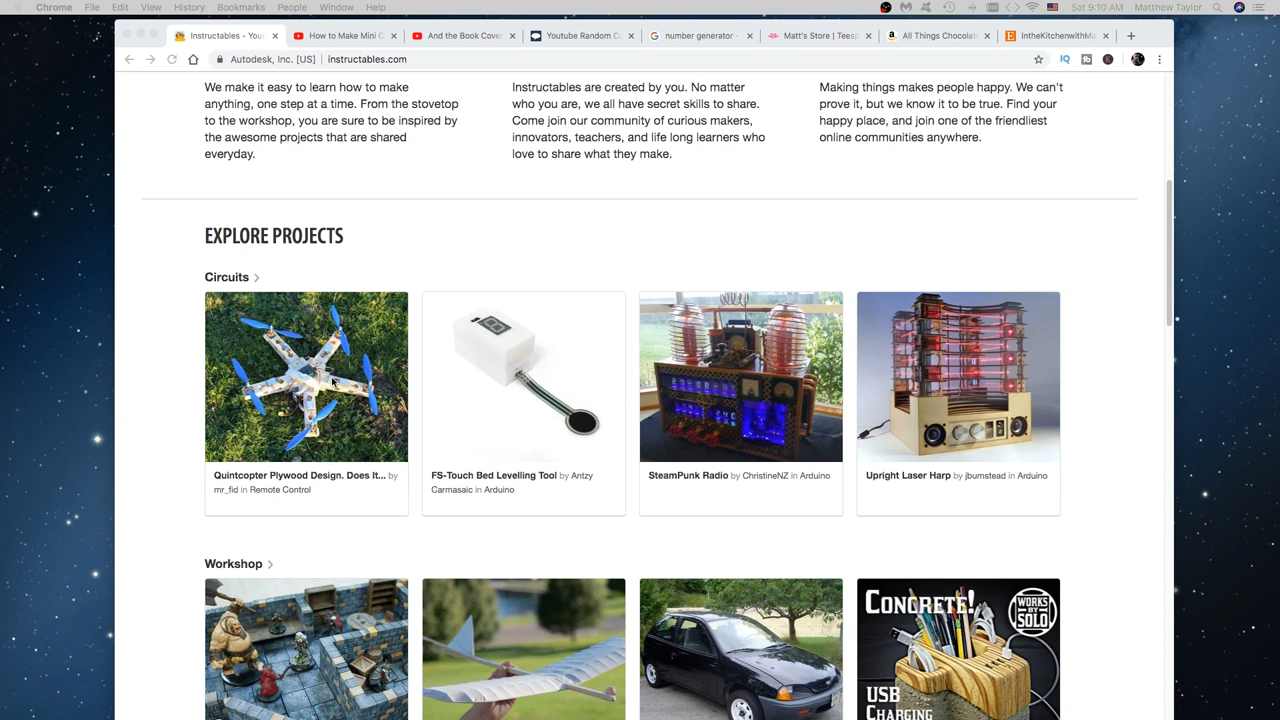 Chrome File Edit View History Bookmarks People Window Help Sat 9:10 AM Matthew Taylor
Instructables - Your How to Make Mini C And the Book Cove Youtube Random Co number generator - Matt's Store | Teesp All Things Chocolat IntheKitchenwithMa
Autodesk, Inc. [US] | instructables.com
We make it easy to learn how to make
anything, one step at a time. From the stovetop
to the workshop, you are sure to be inspired by
the awesome projects that are shared
everyday.
Instructables are created by you. No matter
who you are, we all have secret skills to share.
Come join our community of curious makers,
innovators, teachers, and life long learners who
love to share what they make.
Making things makes people happy. We can't
prove it, but we know it to be true. Find your
happy place, and join one of the friendliest
online communities anywhere.
EXPLORE PROJECTS
Circuits
Quintcopter Plywood Design. Does It... by
mr_fid in Remote Control
FS-Touch Bed Levelling Tool by Antzy
Carmasaic in Arduino
SteamPunk Radio by ChristineNZ in Arduino
Upright Laser Harp by jbumstead in Arduino
Workshop
CONCRETE!
WORKS
BY
SOLO
USB
CHARGING